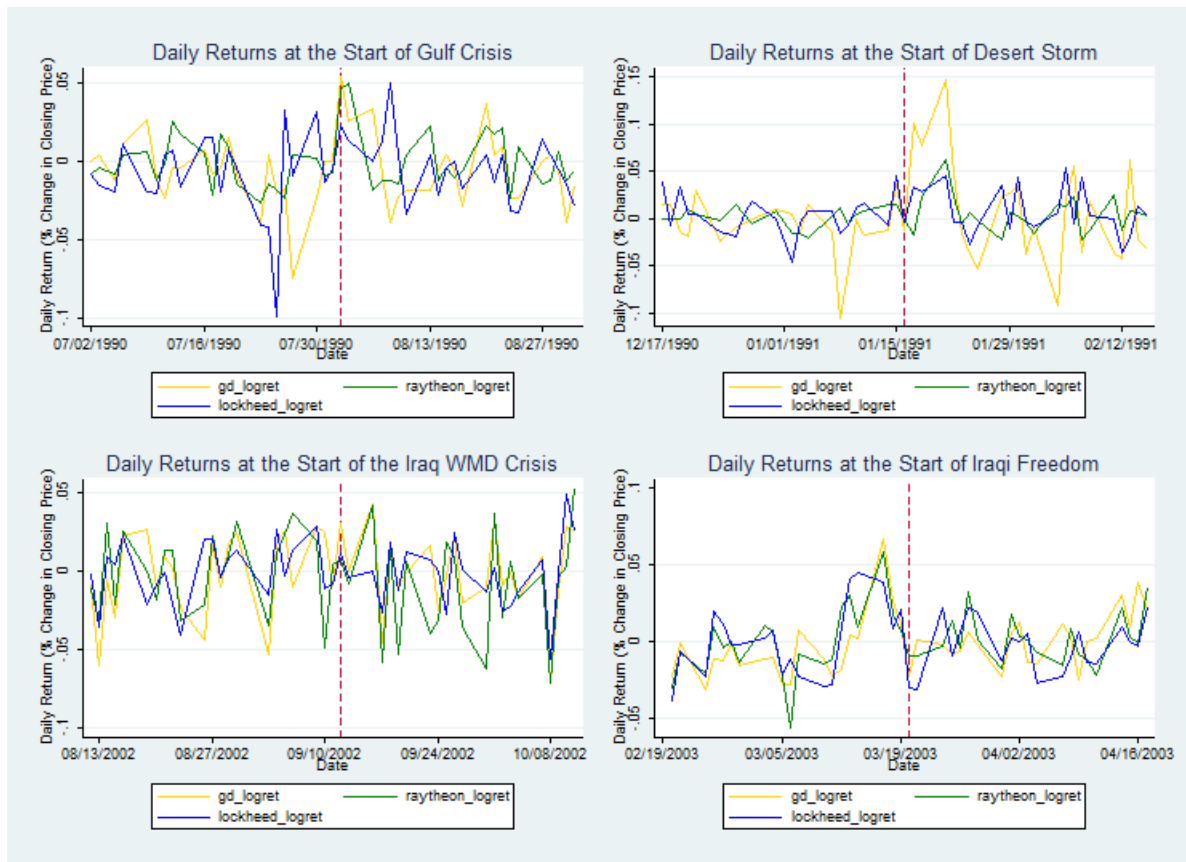 Daily Returns at the Start of Gulf Crisis
Daily Return (% Change in Closing Price)
.05
0
-.05
-.1
07/02/1990 07/16/1990 07/30/1990 08/13/1990 08/27/1990
Date
gd_logret raytheon_logret
lockheed_logret
Daily Returns at the Start of Desert Storm
Daily Return (% Change in Closing Price)
.15
.1
.05
0
-.05
-.1
12/17/1990 01/01/1991 01/15/1991 01/29/1991 02/12/1991
Date
gd_logret raytheon_logret
lockheed_logret
Daily Returns at the Start of the Iraq WMD Crisis
Daily Return (% Change in Closing Price)
.05
0
-.05
-.1
08/13/2002 08/27/2002 09/10/2002 09/24/2002 10/08/2002
Date
gd_logret raytheon_logret
lockheed_logret
Daily Returns at the Start of Iraqi Freedom
Daily Return (% Change in Closing Price)
.1
.05
0
-.05
02/19/2003 03/05/2003 03/19/2003 04/02/2003 04/16/2003
Date
gd_logret raytheon_logret
lockheed_logret